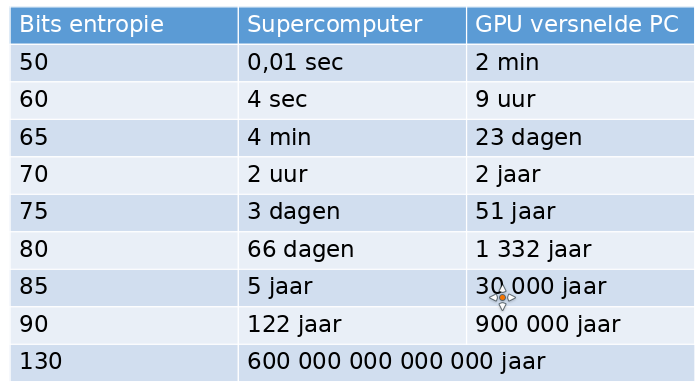 Bits entropie Supercomputer GPU versnelde PC
50 0,01 sec 2 min
60 4 sec 9 uur
65 4 min 23 dagen
70 2 uur 2 jaar
75 3 dagen 51 jaar
80 66 dagen 1 332 jaar
85 5 jaar 30 000 jaar
90 122 jaar 900 000 jaar
130 600 000 000 000 000 jaar